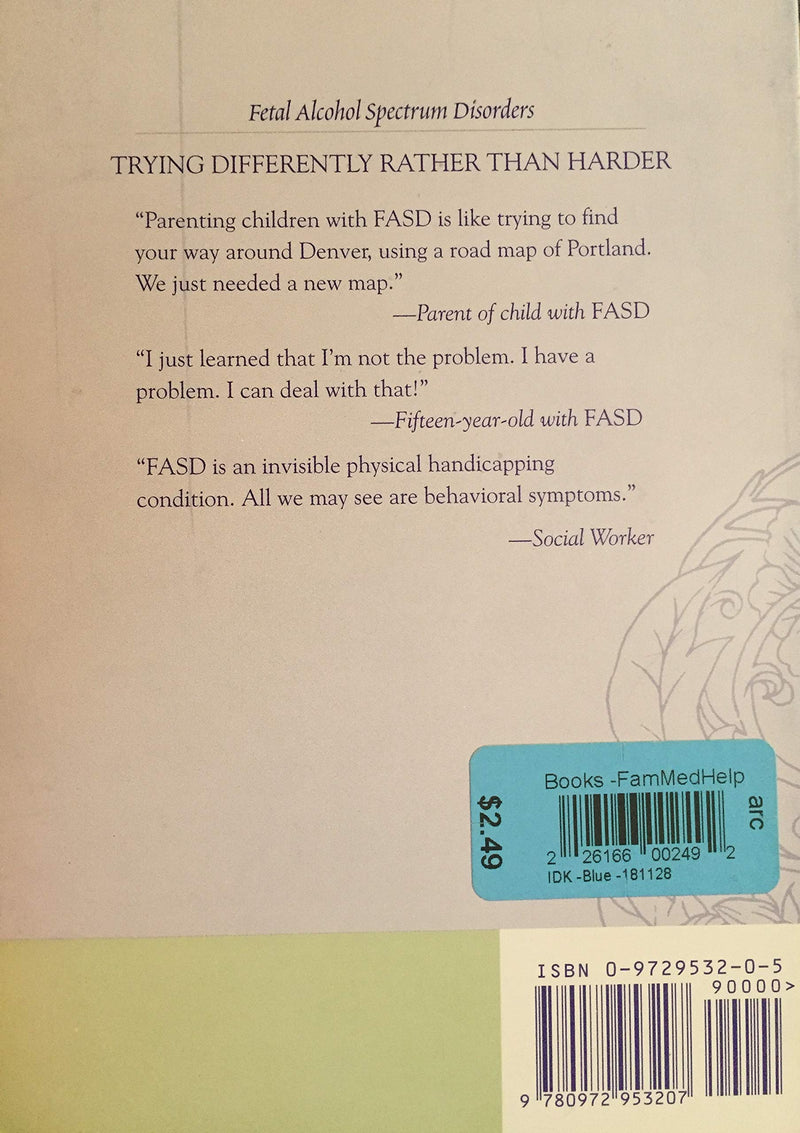 Fetal Alcohol Spectrum Disorders
TRYING DIFFERENTLY RATHER THAN HARDER
“Parenting children with FASD is like trying to find
your way around Denver, using a road map of Portland.
We just needed a new map.”
—Parent of child with FASD
“I just learned that I’m not the problem. I have a
problem. I can deal with that!”
—Fifteen-year-old with FASD
“FASD is an invisible physical handicapping
condition. All we may see are behavioral symptoms.”
—Social Worker
Books -FamMedHelp
$2.49
arc
2 26166 00249 2
IDK -Blue -181128
ISBN 0-9729532-0-5
90000>
9 780972 953207